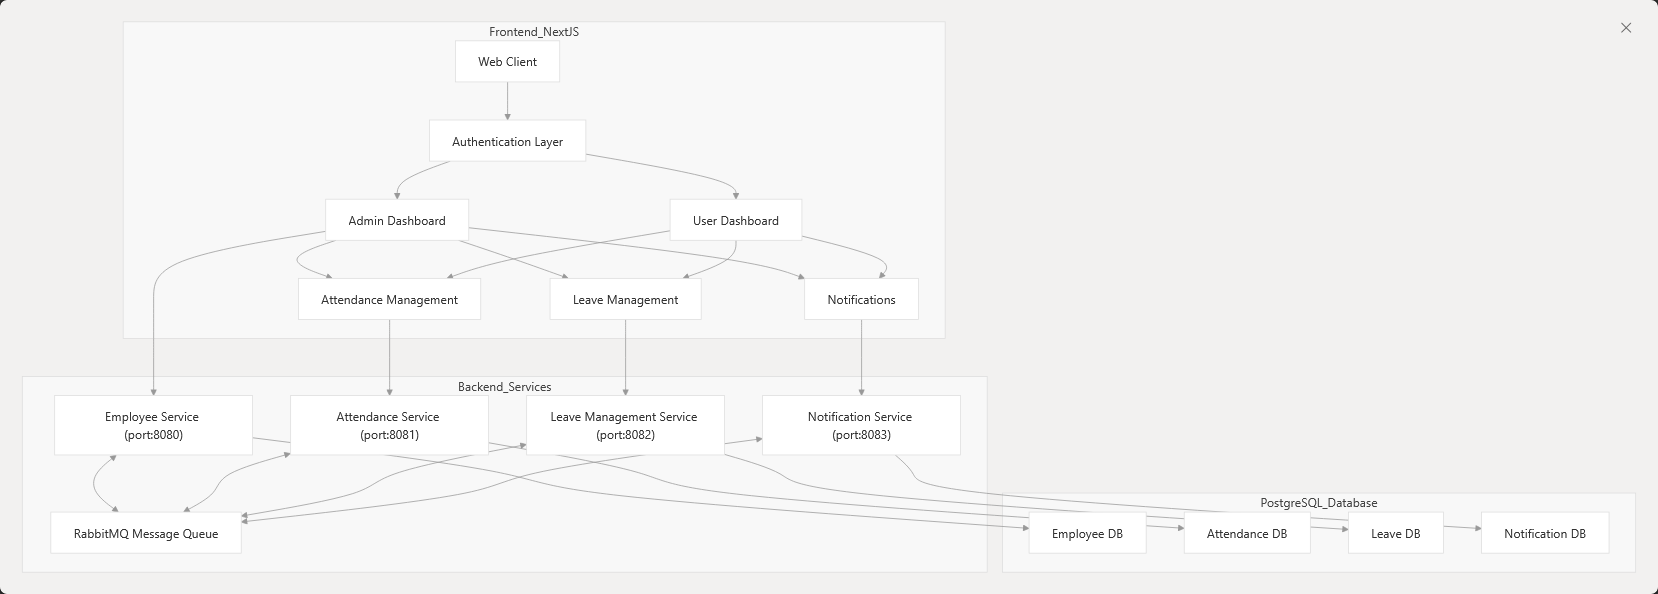 Frontend_NextJS
Web Client
Authentication Layer
Admin Dashboard
User Dashboard
Attendance Management
Leave Management
Notifications
Backend_Services
Employee Service
(port:8080)
Attendance Service
(port:8081)
Leave Management Service
(port:8082)
Notification Service
(port:8083)
RabbitMQ Message Queue
PostgreSQL_Database
Employee DB
Attendance DB
Leave DB
Notification DB